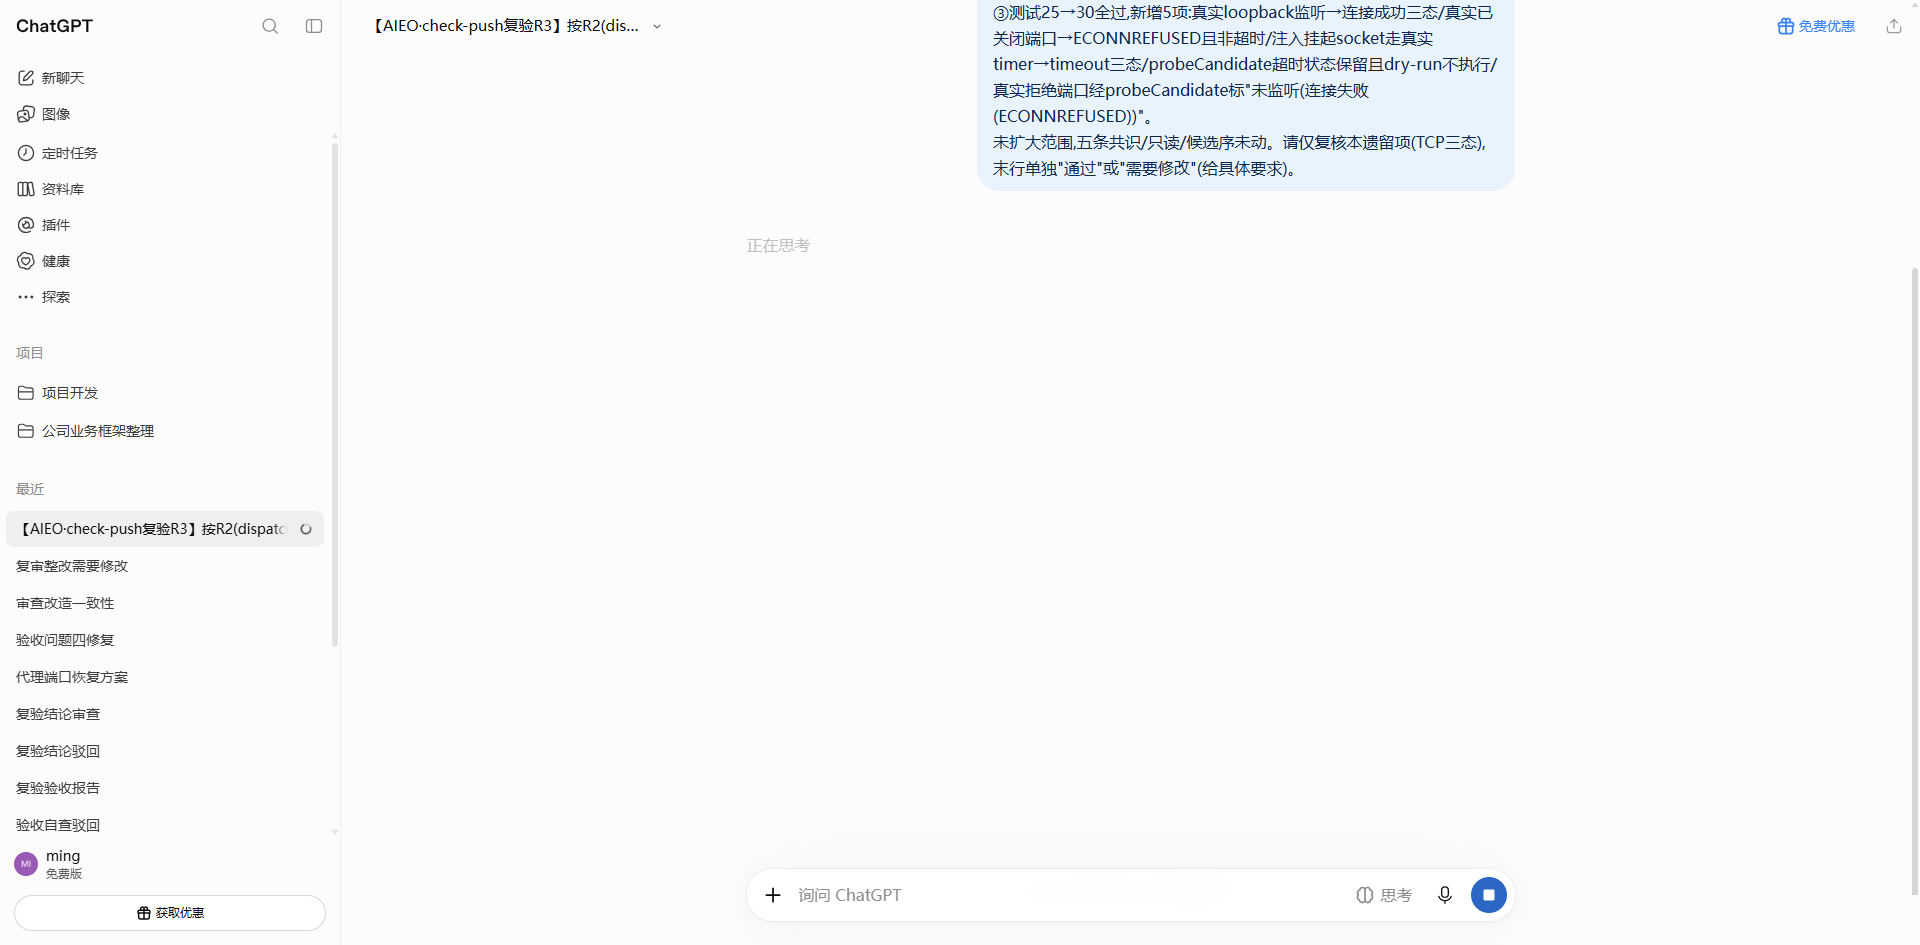 ChatGPT
新聊天
图像
定时任务
资料库
插件
健康
探索
项目
项目开发
公司业务框架整理
最近
【AIEO·check-push复验R3】按R2(dispatc
复审整改需要修改
审查改造一致性
验收问题四修复
代理端口恢复方案
复验结论审查
复验结论驳回
复验验收报告
验收自查驳回
MI
ming
免费版
获取优惠
【AIEO·check-push复验R3】按R2(dis...
免费优惠
③测试25→30全过,新增5项:真实loopback监听→连接成功三态/真实已
关闭端口→ECONNREFUSED且非超时/注入挂起socket走真实
timer→timeout三态/probeCandidate超时状态保留且dry-run不执行/
真实拒绝端口经probeCandidate标"未监听(连接失败
(ECONNREFUSED))"。
未扩大范围,五条共识/只读/候选序未动。请仅复核本遗留项(TCP三态),
末行单独"通过"或"需要修改"(给具体要求)。
正在思考
询问 ChatGPT
思考